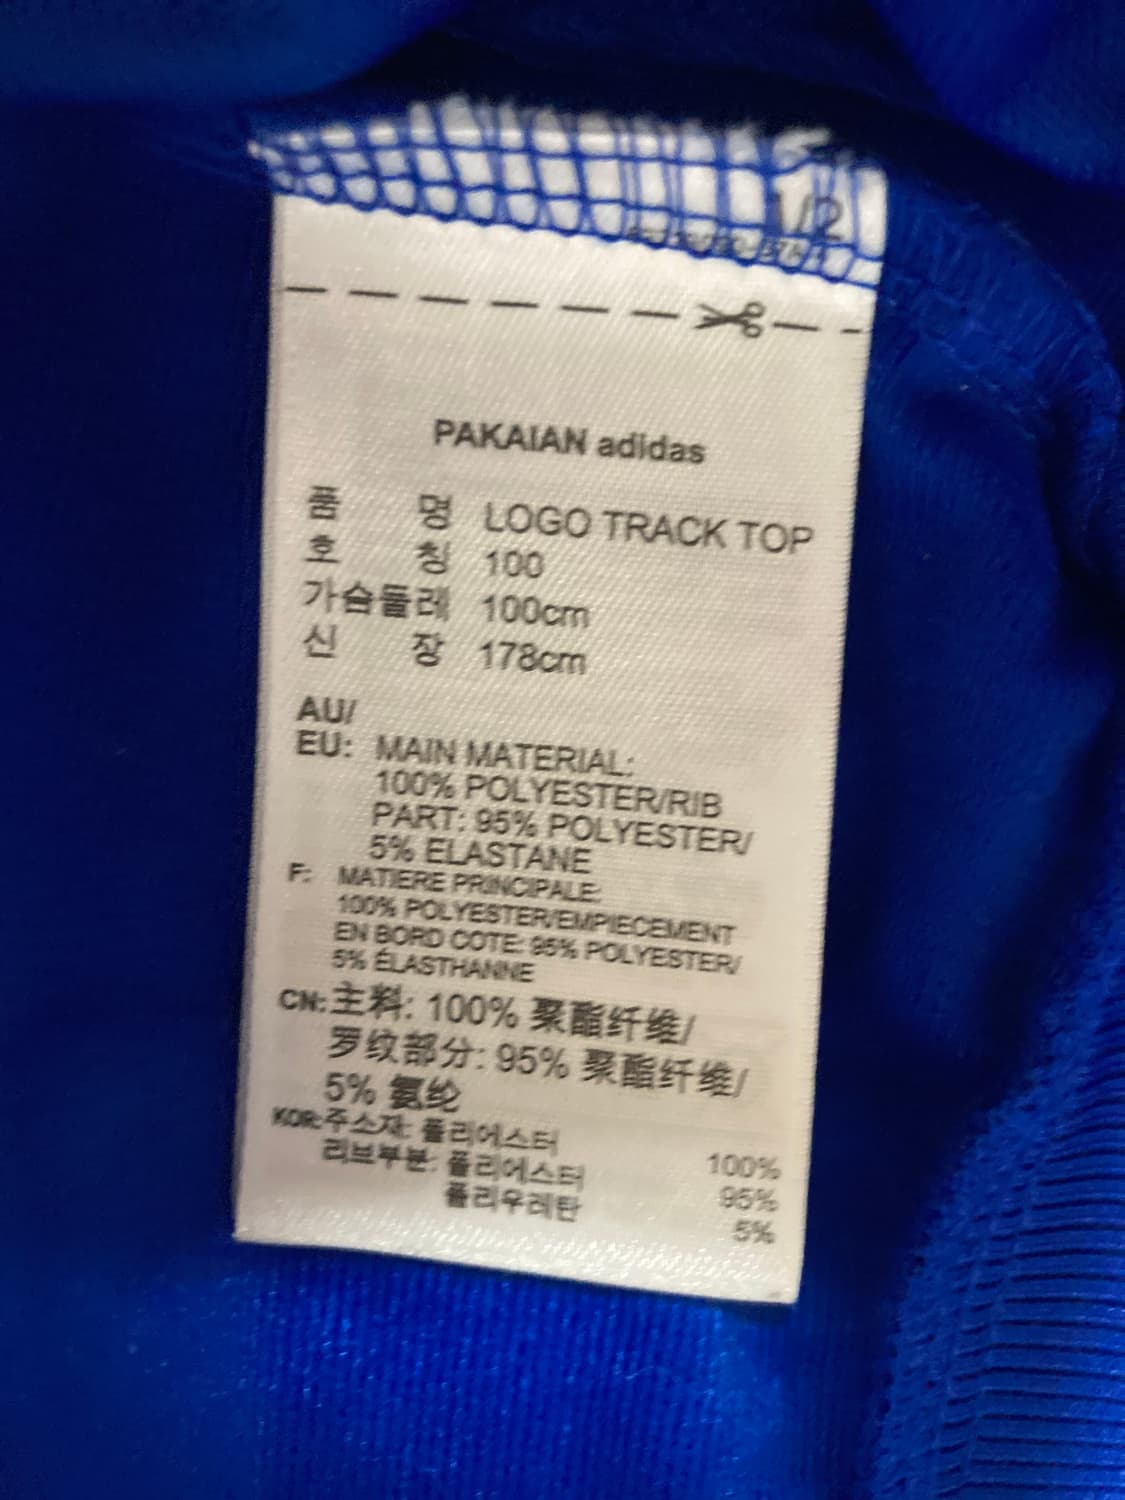 1/2
PAKAIAN adidas
품 명 LOGO TRACK TOP
호 칭 100
가슴둘레 100cm
신 장 178cm
AU/
EU: MAIN MATERIAL:
100% POLYESTER/RIB
PART: 95% POLYESTER/
5% ELASTANE
F: MATIERE PRINCIPALE:
100% POLYESTER/EMPIECEMENT
EN BORD COTE: 95% POLYESTER/
5% ÉLASTHANNE
CN: 主料: 100% 聚酯纤维/
罗纹部分: 95% 聚酯纤维/
5% 氨纶
KOR: 주소재: 폴리에스터 100%
리브부분: 폴리에스터 95%
폴리우레탄 5%